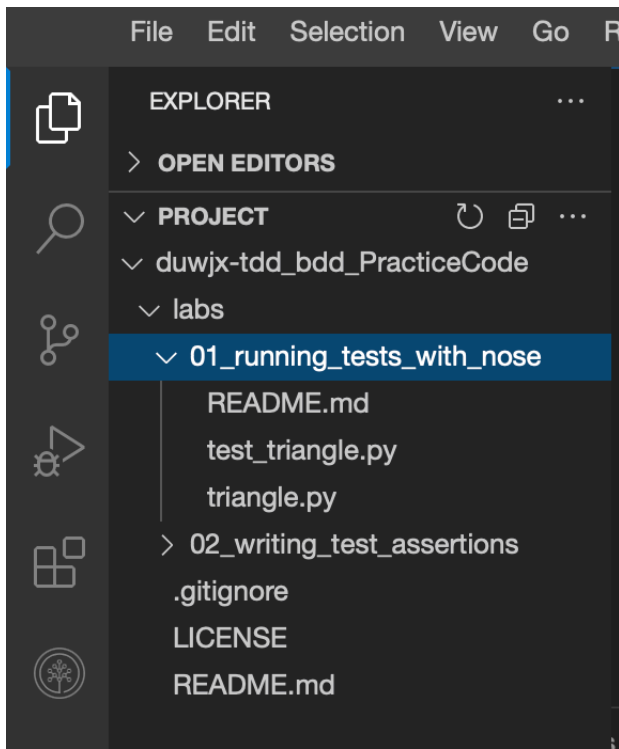 File Edit Selection View Go
EXPLORER
OPEN EDITORS
PROJECT
duwjx-tdd_bdd_PracticeCode
labs
01_running_tests_with_nose
README.md
test_triangle.py
triangle.py
02_writing_test_assertions
.gitignore
LICENSE
README.md